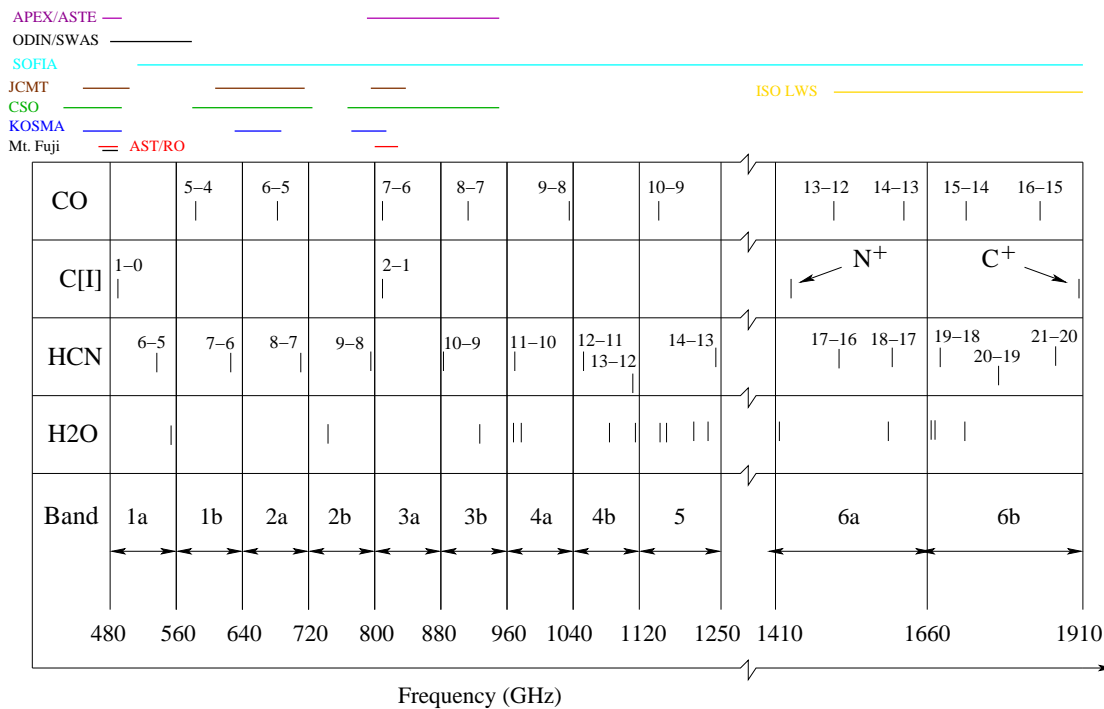 APEX/ASTE
ODIN/SWAS
SOFIA
JCMT
ISO LWS
CSO
KOSMA
Mt. Fuji AST/RO
CO 5–4 6–5 7–6 8–7 9–8 10–9 13–12 14–13 15–14 16–15
C[I] 1–0 2–1 N+ C+
HCN 6–5 7–6 8–7 9–8 10–9 11–10 12–11 13–12 14–13 17–16 18–17 19–18 20–19 21–20
H2O
Band 1a 1b 2a 2b 3a 3b 4a 4b 5 6a 6b
480 560 640 720 800 880 960 1040 1120 1250 1410 1660 1910
Frequency (GHz)